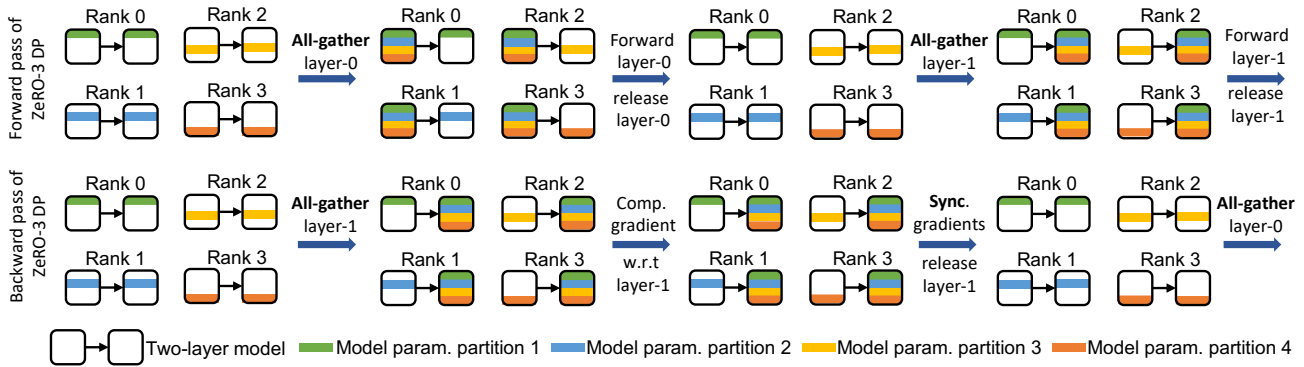 Forward pass of
ZeRO-3 DP
Rank 0
Rank 2
Rank 1
Rank 3
All-gather
layer-0
Rank 0
Rank 2
Rank 1
Rank 3
Forward
layer-0
release
layer-0
Rank 0
Rank 2
Rank 1
Rank 3
All-gather
layer-1
Rank 0
Rank 2
Rank 1
Rank 3
Forward
layer-1
release
layer-1
Backward pass of
ZeRO-3 DP
Rank 0
Rank 2
Rank 1
Rank 3
All-gather
layer-1
Rank 0
Rank 2
Rank 1
Rank 3
Comp.
gradient
w.r.t
layer-1
Rank 0
Rank 2
Rank 1
Rank 3
Sync.
gradients
release
layer-1
Rank 0
Rank 2
Rank 1
Rank 3
All-gather
layer-0
Two-layer model
Model param. partition 1
Model param. partition 2
Model param. partition 3
Model param. partition 4